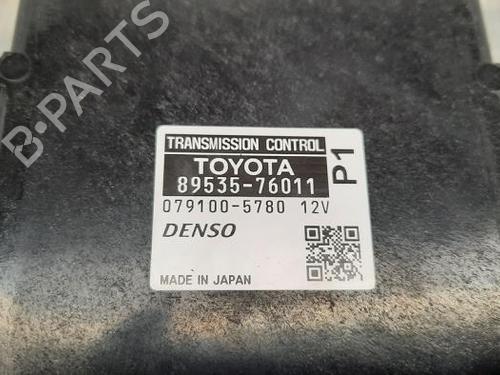 B-PARTS
TRANSMISSION CONTROL
TOYOTA
89535-76011
P1
079100-5780 12V
DENSO
MADE IN JAPAN